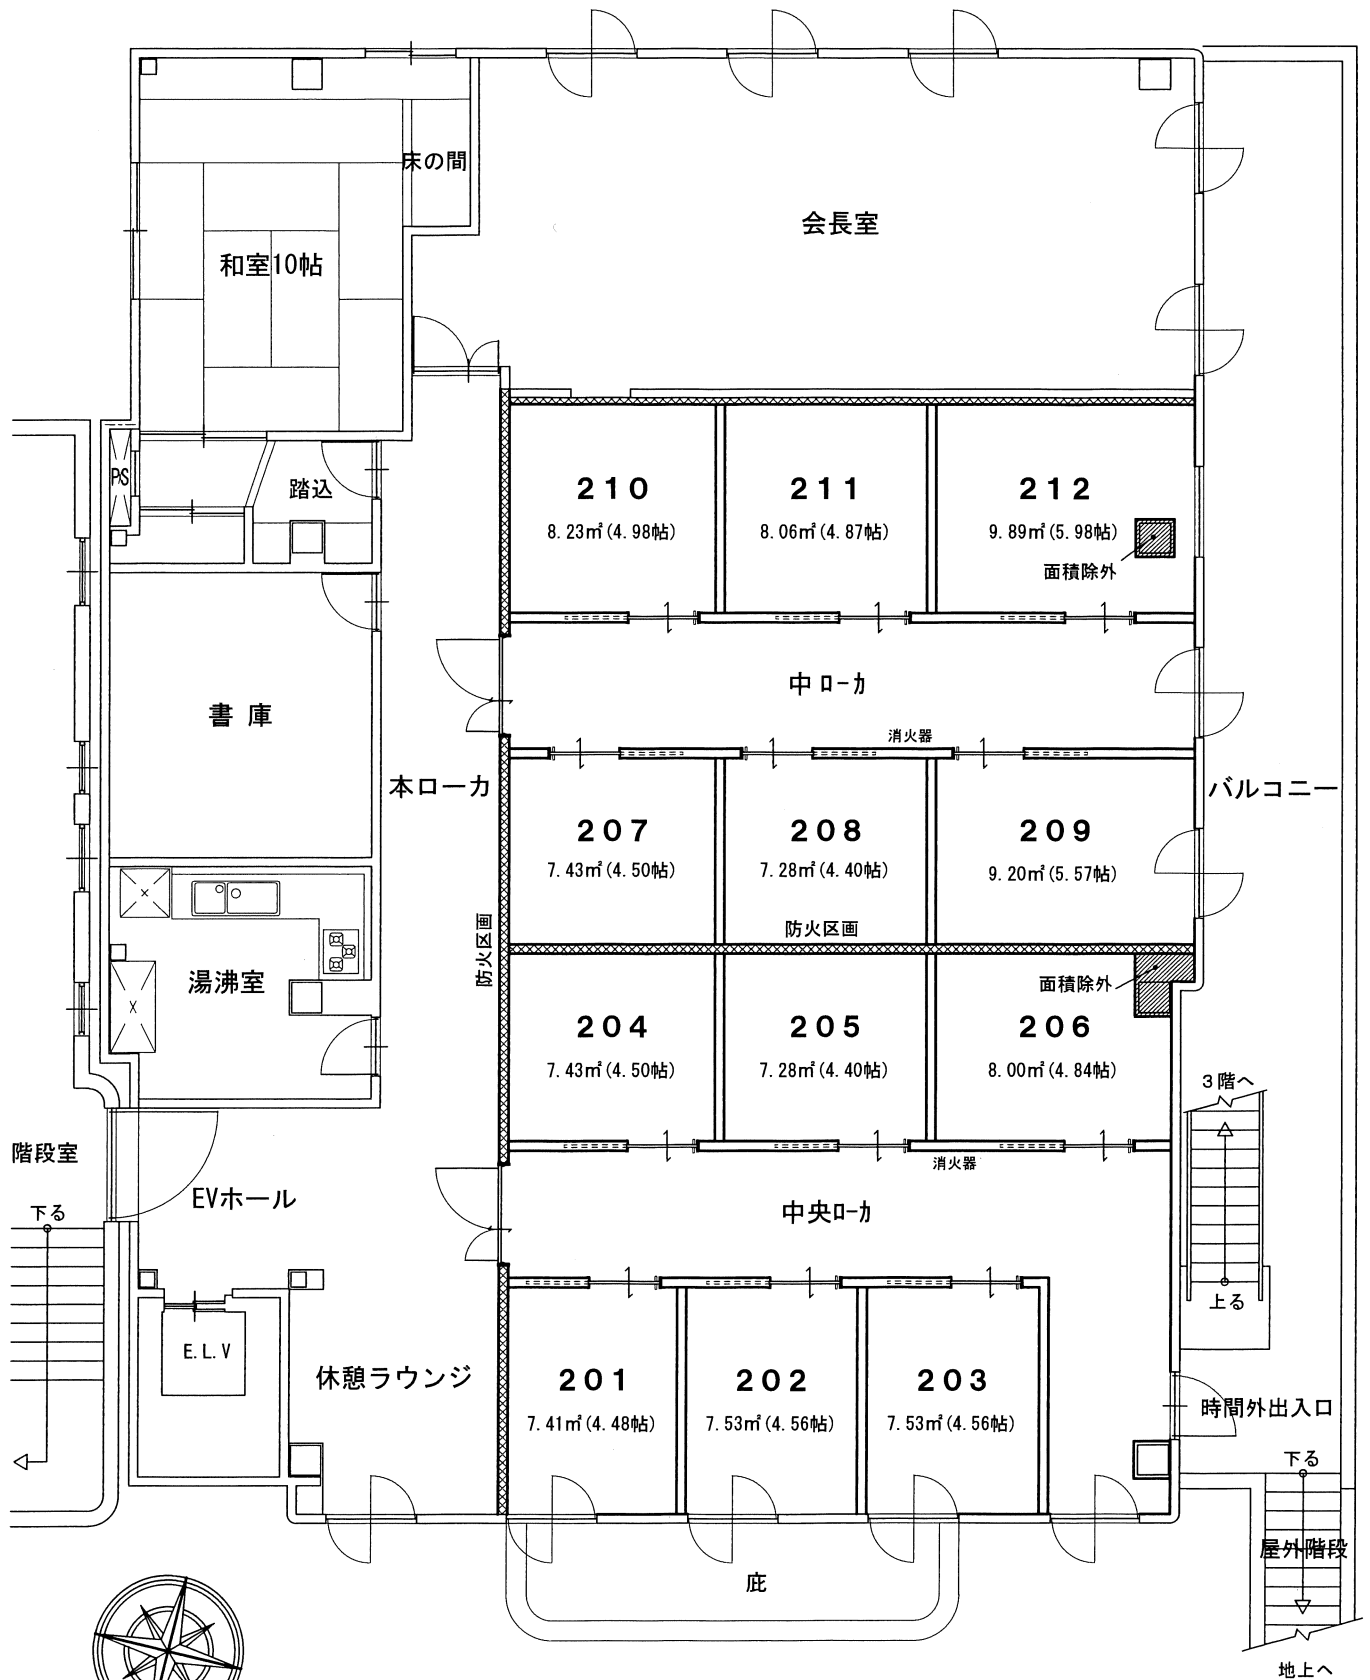 床の間
会長室
和室10帖
P/S
踏込
210
8.23㎡(4.98帖)
211
8.06㎡(4.87帖)
212
9.89㎡(5.98帖)
面積除外
中ローカ
消火器
書庫
本ローカ
バルコニー
207
7.43㎡(4.50帖)
208
7.28㎡(4.40帖)
209
9.20㎡(5.57帖)
防火区画
防火区画
湯沸室
面積除外
204
7.43㎡(4.50帖)
205
7.28㎡(4.40帖)
206
8.00㎡(4.84帖)
3階へ
消火器
階段室
下る
EVホール
中央ローカ
上る
E.L.V
休憩ラウンジ
201
7.41㎡(4.48帖)
202
7.53㎡(4.56帖)
203
7.53㎡(4.56帖)
時間外出入口
下る
屋外階段
庇
地上へ